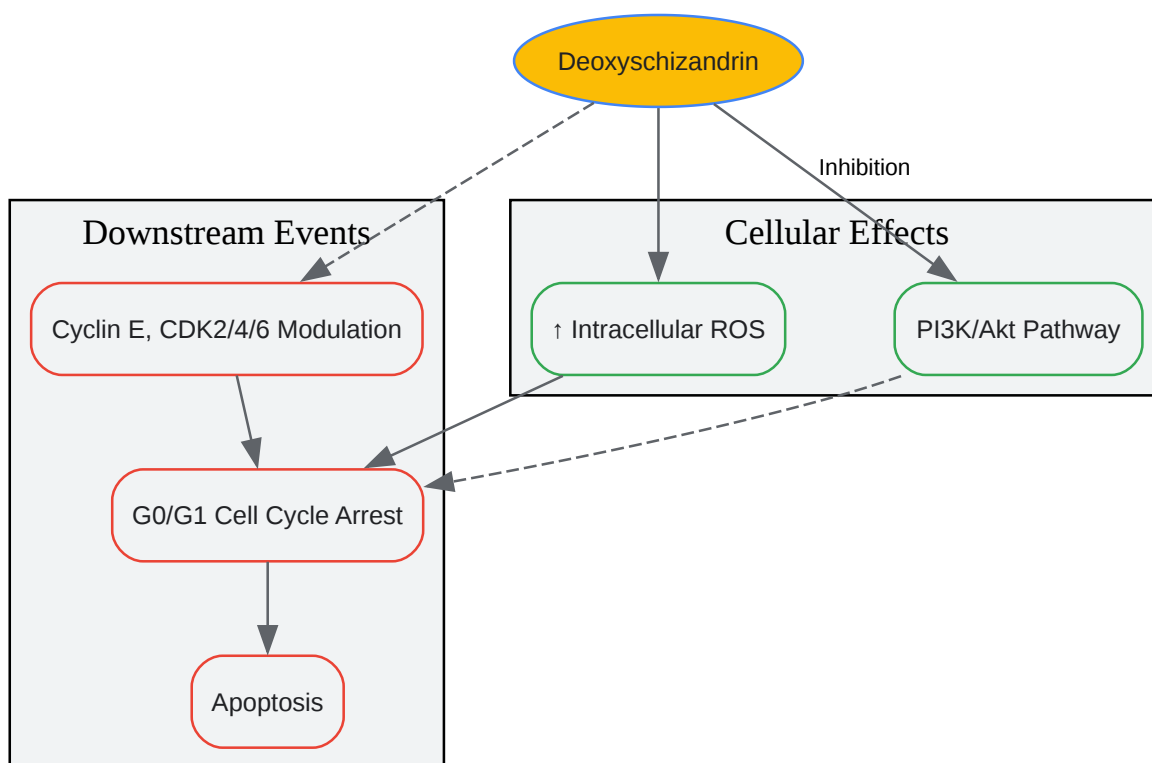 Deoxyschizandrin
Inhibition
Downstream Events
Cellular Effects
Cyclin E, CDK2/4/6 Modulation
↑ Intracellular ROS
PI3K/Akt Pathway
G0/G1 Cell Cycle Arrest
Apoptosis